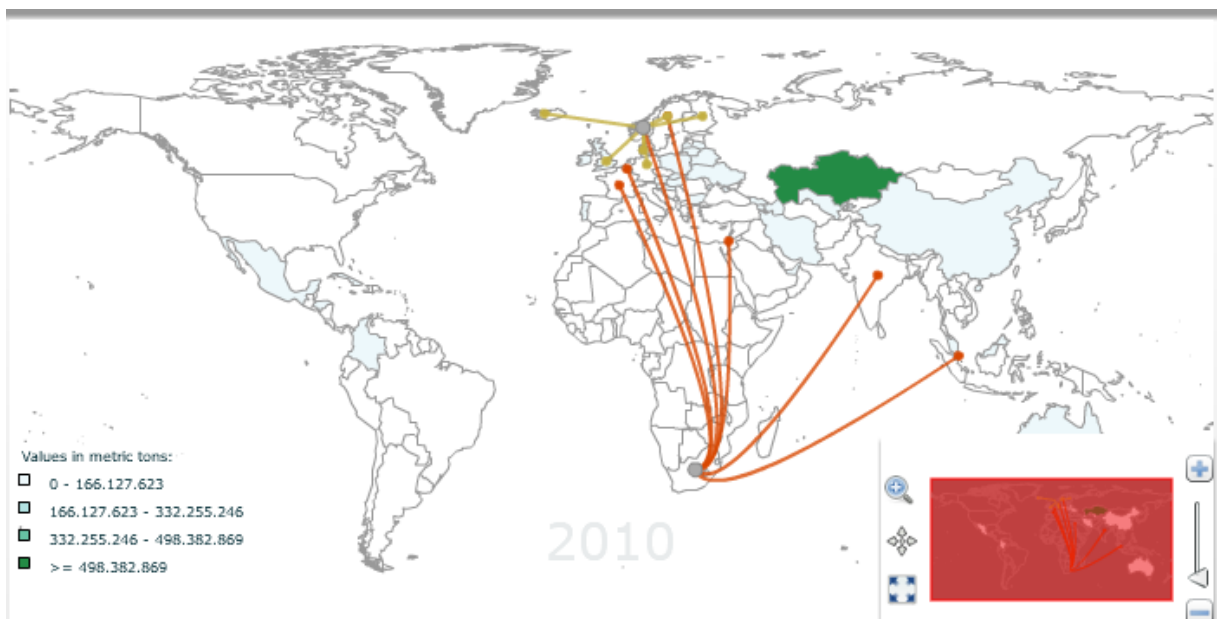 Values in metric tons:
0 - 166.127.623
166.127.623 - 332.255.246
332.255.246 - 498.382.869
>= 498.382.869
2010